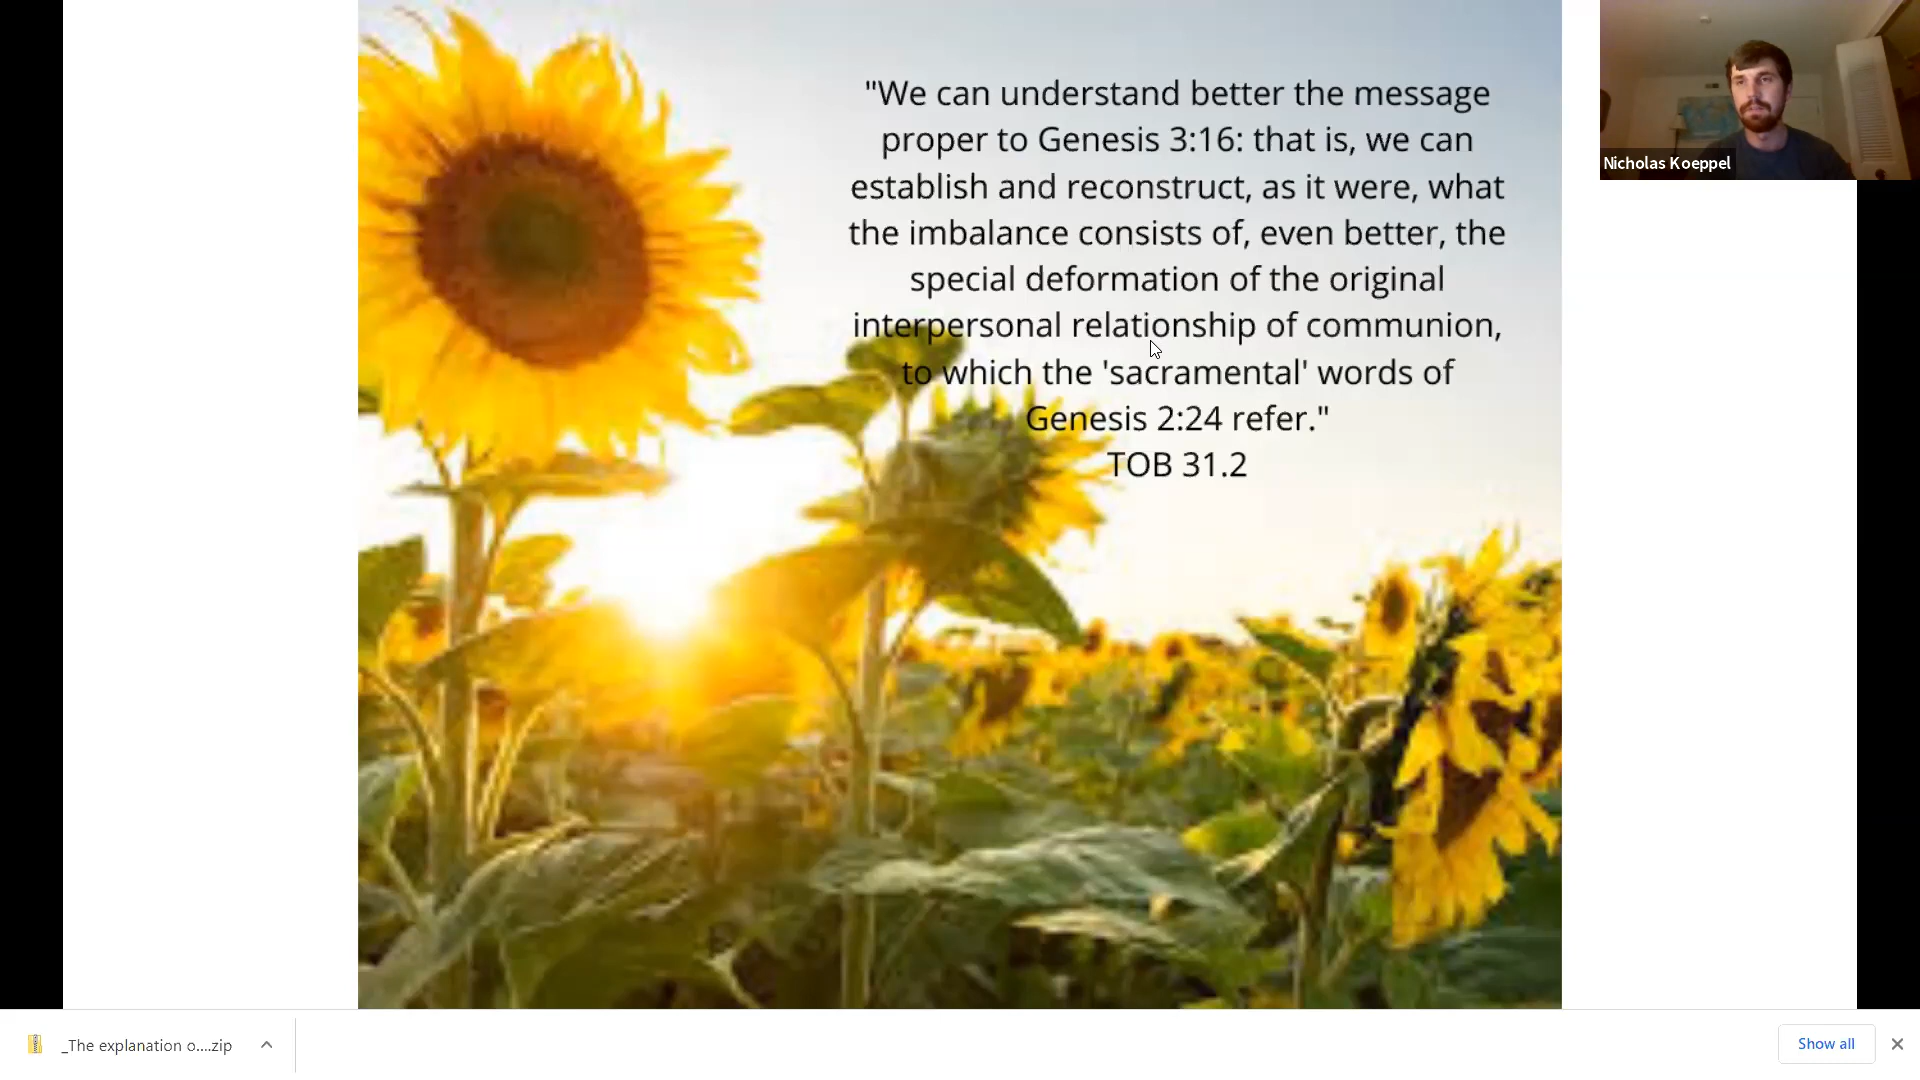 "We can understand better the message
proper to Genesis 3:16: that is, we can
establish and reconstruct, as it were, what
the imbalance consists of, even better, the
special deformation of the original
interpersonal relationship of communion,
to which the 'sacramental' words of
Genesis 2:24 refer."
TOB 31.2
Nicholas Koeppel
_The explanation o....zip
Show all